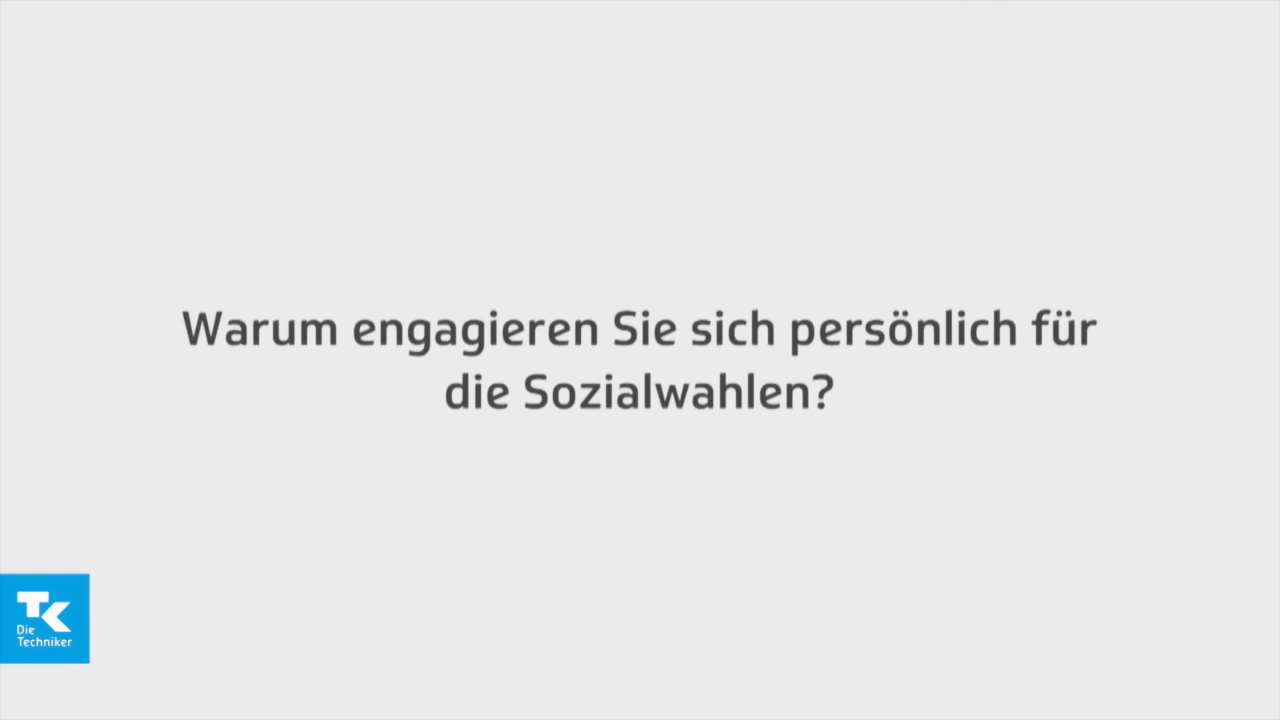 Warum engagieren Sie sich persönlich für
die Sozialwahlen?
TK
Die
Techniker